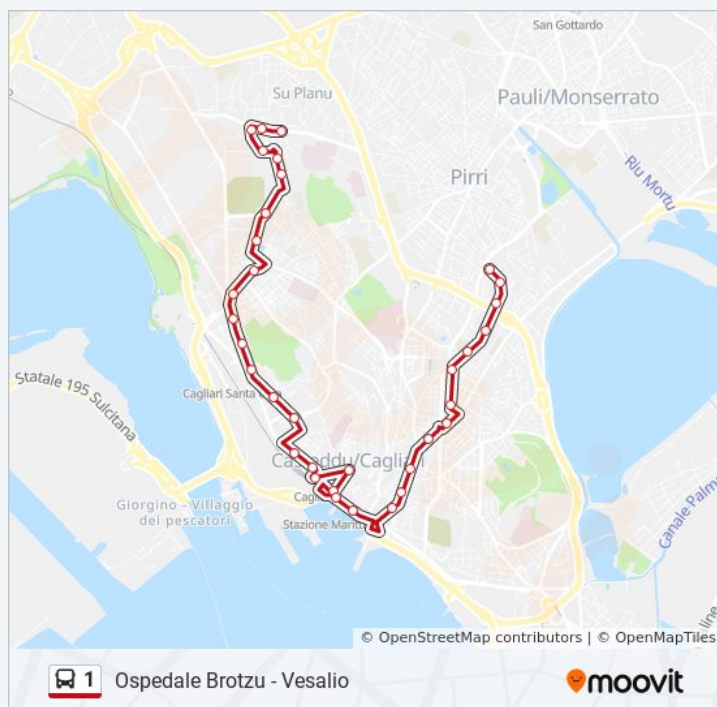 San Gottardo
Su Planu
Pauli/Monserrato
Pirri
Riu Mortu
Statale 195 Sulcitana
Cagliari Santa
Casteddu/Cagliari
Giorgino - Villaggio
dei pescatori
Stazione Maritt
Canale Palma
© OpenStreetMap contributors | © OpenMapTiles
1 Ospedale Brotzu - Vesalio
moovit